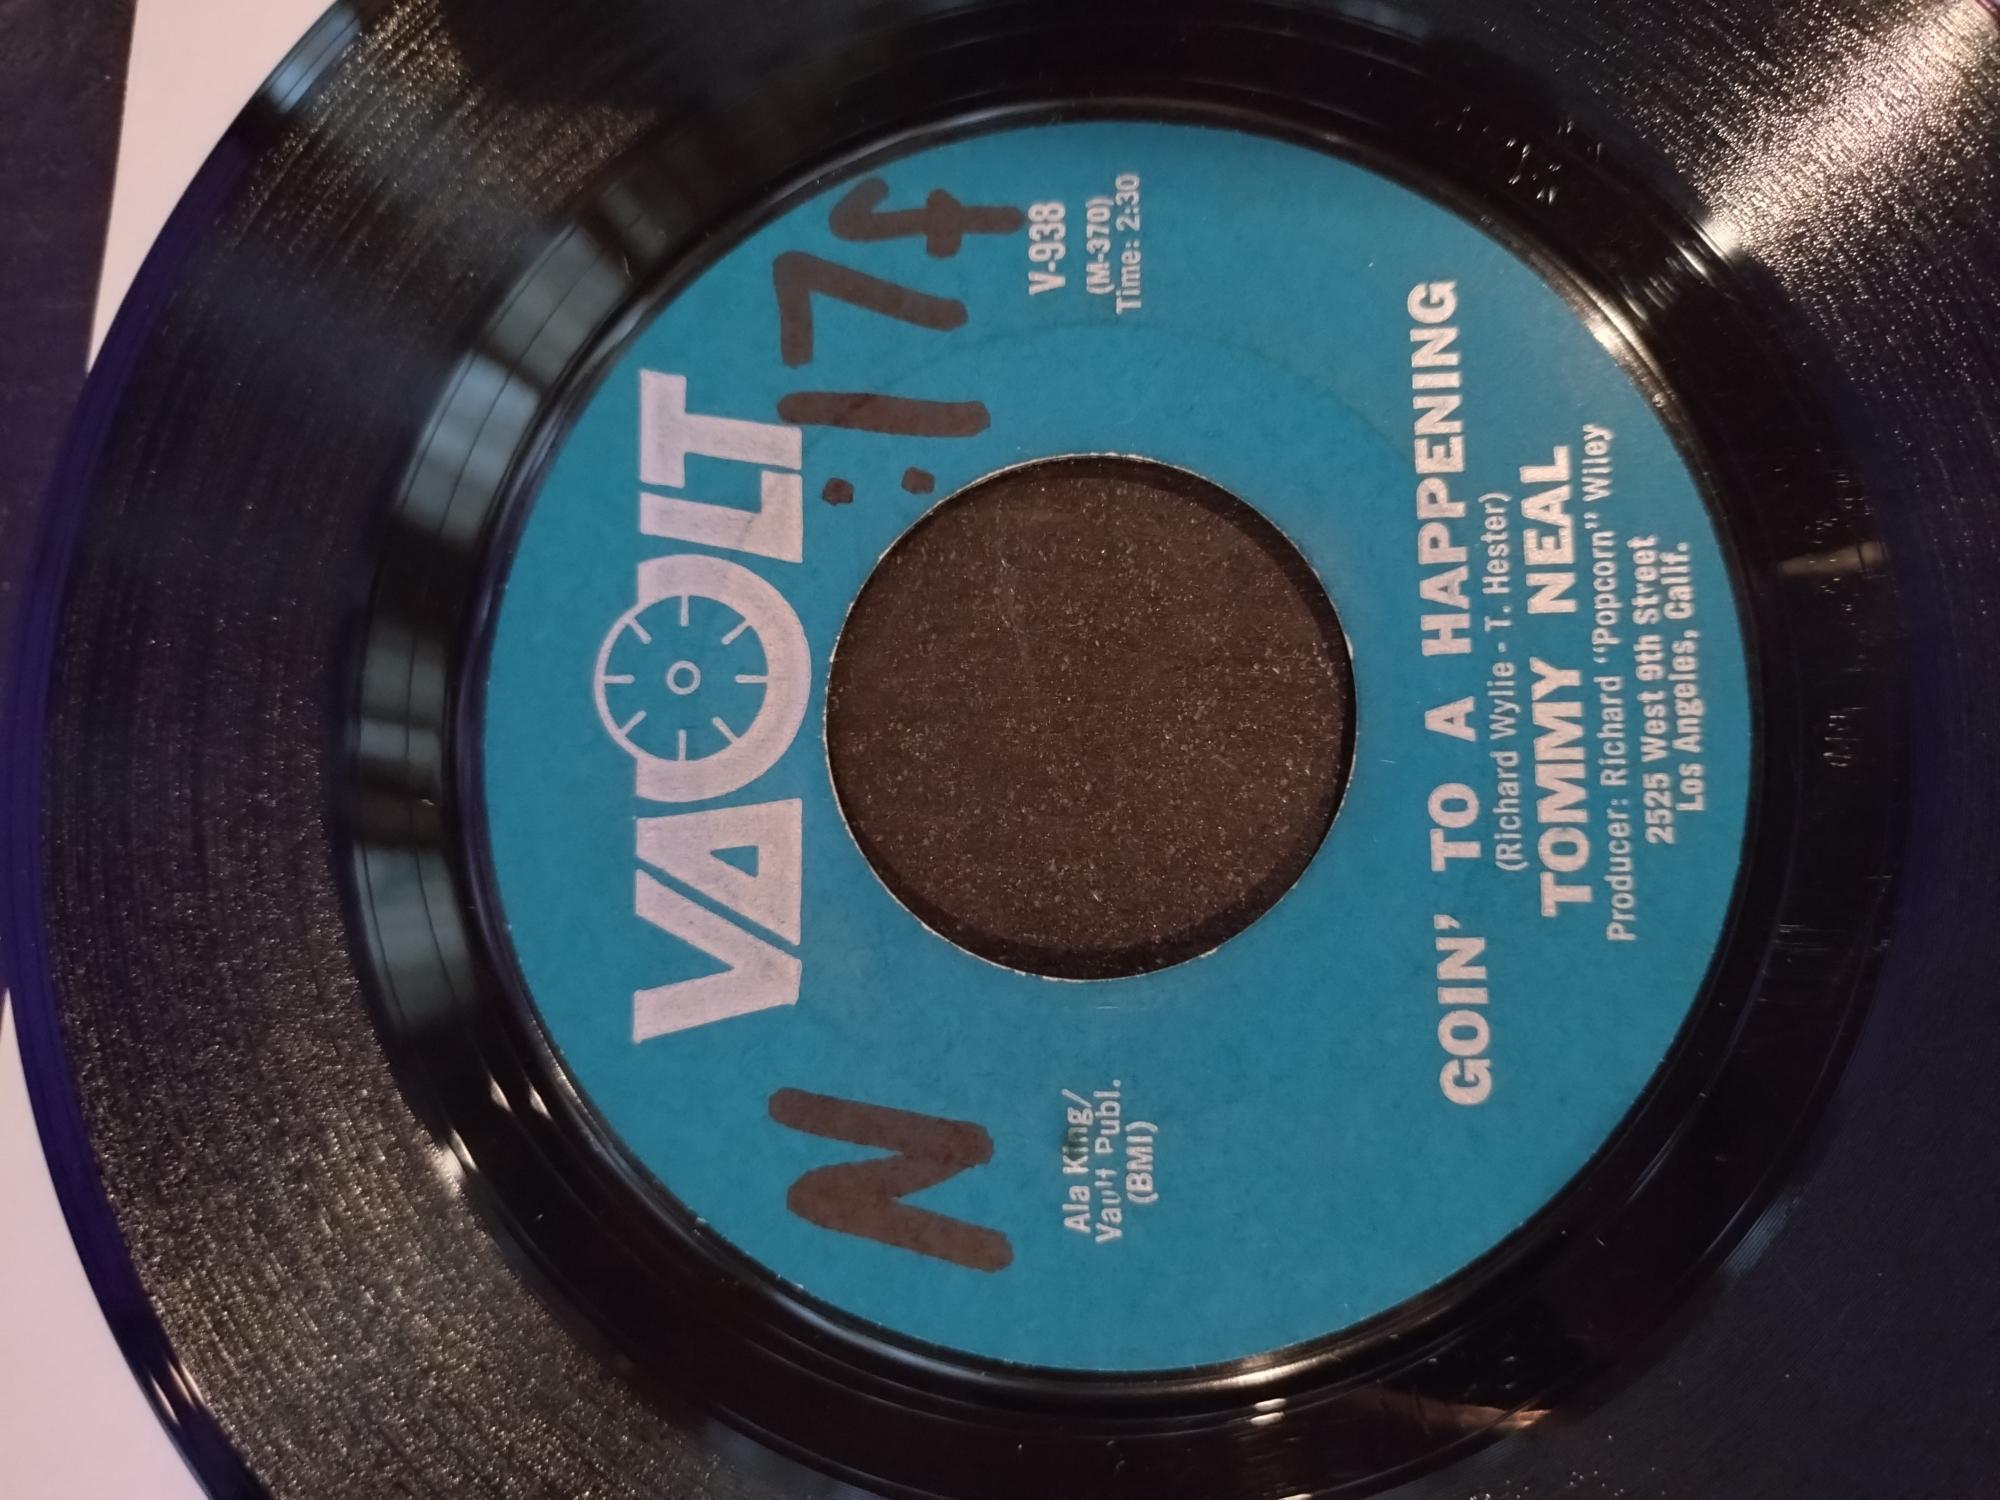 VAULT
N :17f
Ala King/
Vault Publ.
(BMI)
V-938
(M-370)
Time: 2:30
GOIN' TO A HAPPENING
(Richard Wylie - T. Hester)
TOMMY NEAL
Producer: Richard "Popcorn" Wiley
2525 West 9th Street
Los Angeles, Calif.